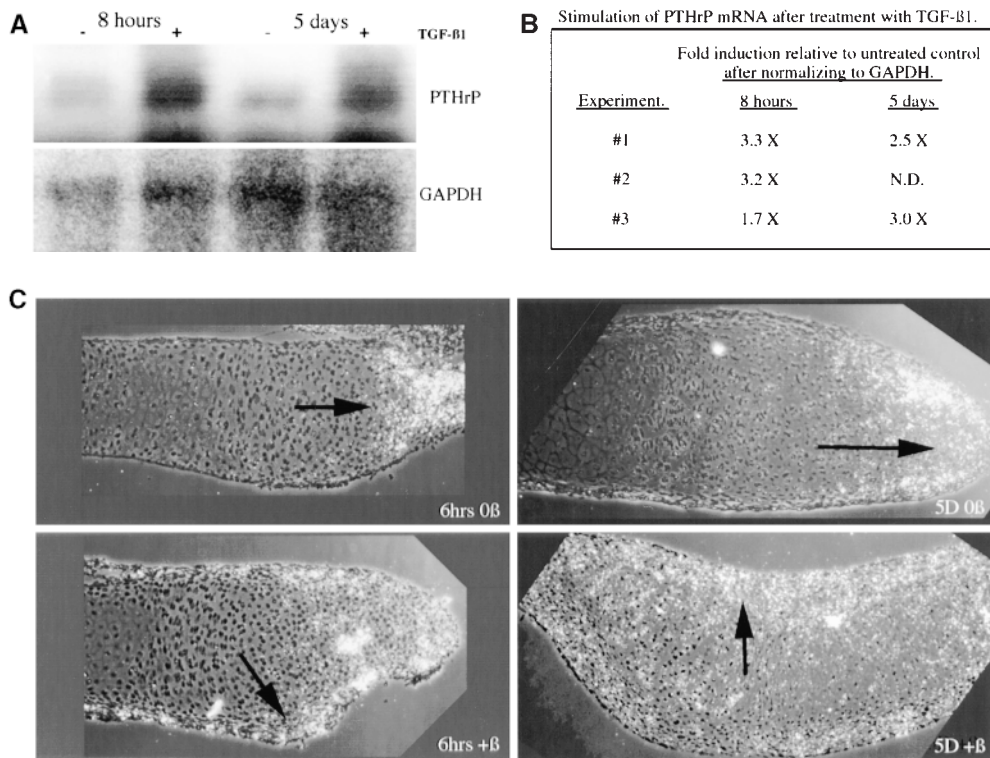 A
8 hours 5 days
- + - + TGF-ß1
PTHrP
GAPDH
B
Stimulation of PTHrP mRNA after treatment with TGF-ß1.
Fold induction relative to untreated control
after normalizing to GAPDH.
Experiment. 8 hours 5 days
#1 3.3 X 2.5 X
#2 3.2 X N.D.
#3 1.7 X 3.0 X
C
6hrs 0ß
5D 0ß
6hrs +ß
5D +ß